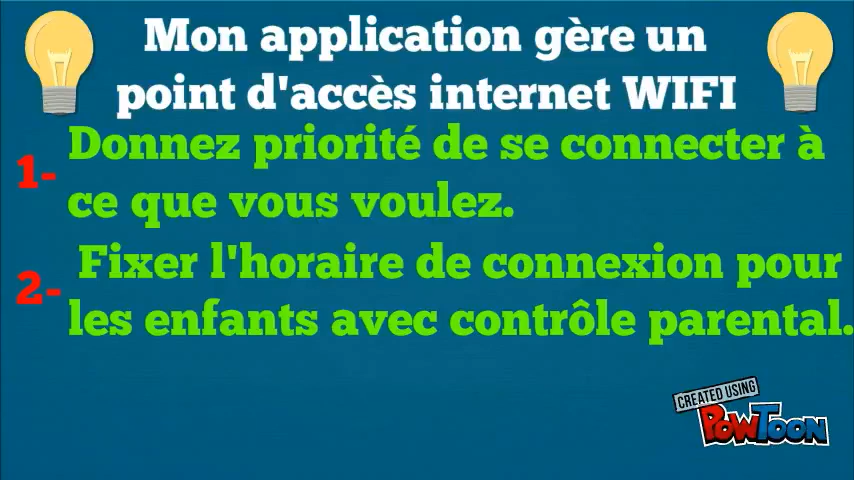 Mon application gère un
point d'accès internet WIFI
1- Donnez priorité de se connecter à
ce que vous voulez.
2- Fixer l'horaire de connexion pour
les enfants avec contrôle parental.
CREATED USING
POWTOON